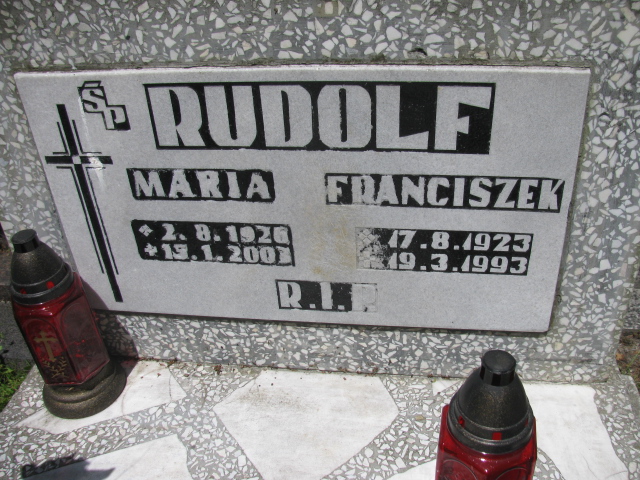 ŚP RUDOLF
MARIA FRANCISZEK
* 2.8.1926 * 17.8.1923
+ 15.1.2003 + 19.3.1993
R.I.P.